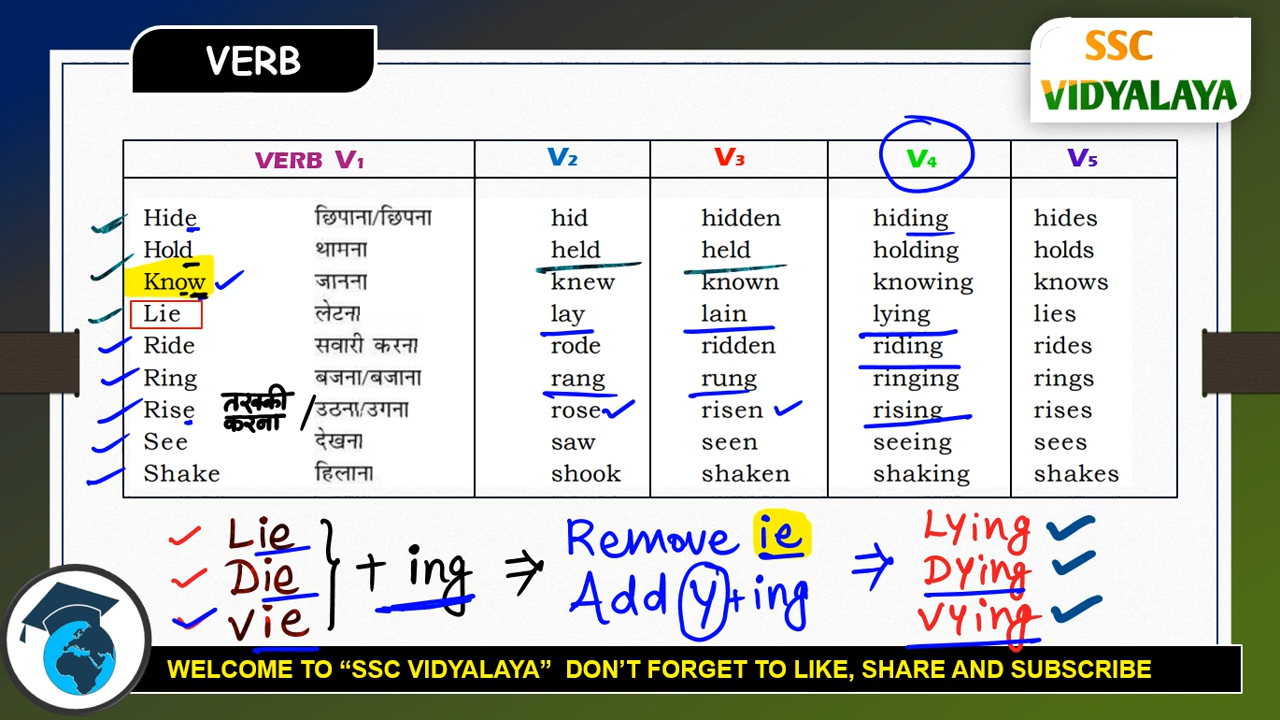 VERB
SSC
VIDYALAYA
VERB V1 V2 V3 V4 V5
Hide छिपाना/छिपना hid hidden hiding hides
Hold थामना held held holding holds
Know जानना knew known knowing knows
Lie लेटना lay lain lying lies
Ride सवारी करना rode ridden riding rides
Ring बजना/बजाना rang rung ringing rings
Rise तरक्की करना / उठना/उगना rose risen rising rises
See देखना saw seen seeing sees
Shake हिलाना shook shaken shaking shakes
Lie
Die
Vie
+ ing ⇒
Remove ie
Add y+ing
⇒
Lying
Dying
Vying
WELCOME TO “SSC VIDYALAYA” DON’T FORGET TO LIKE, SHARE AND SUBSCRIBE